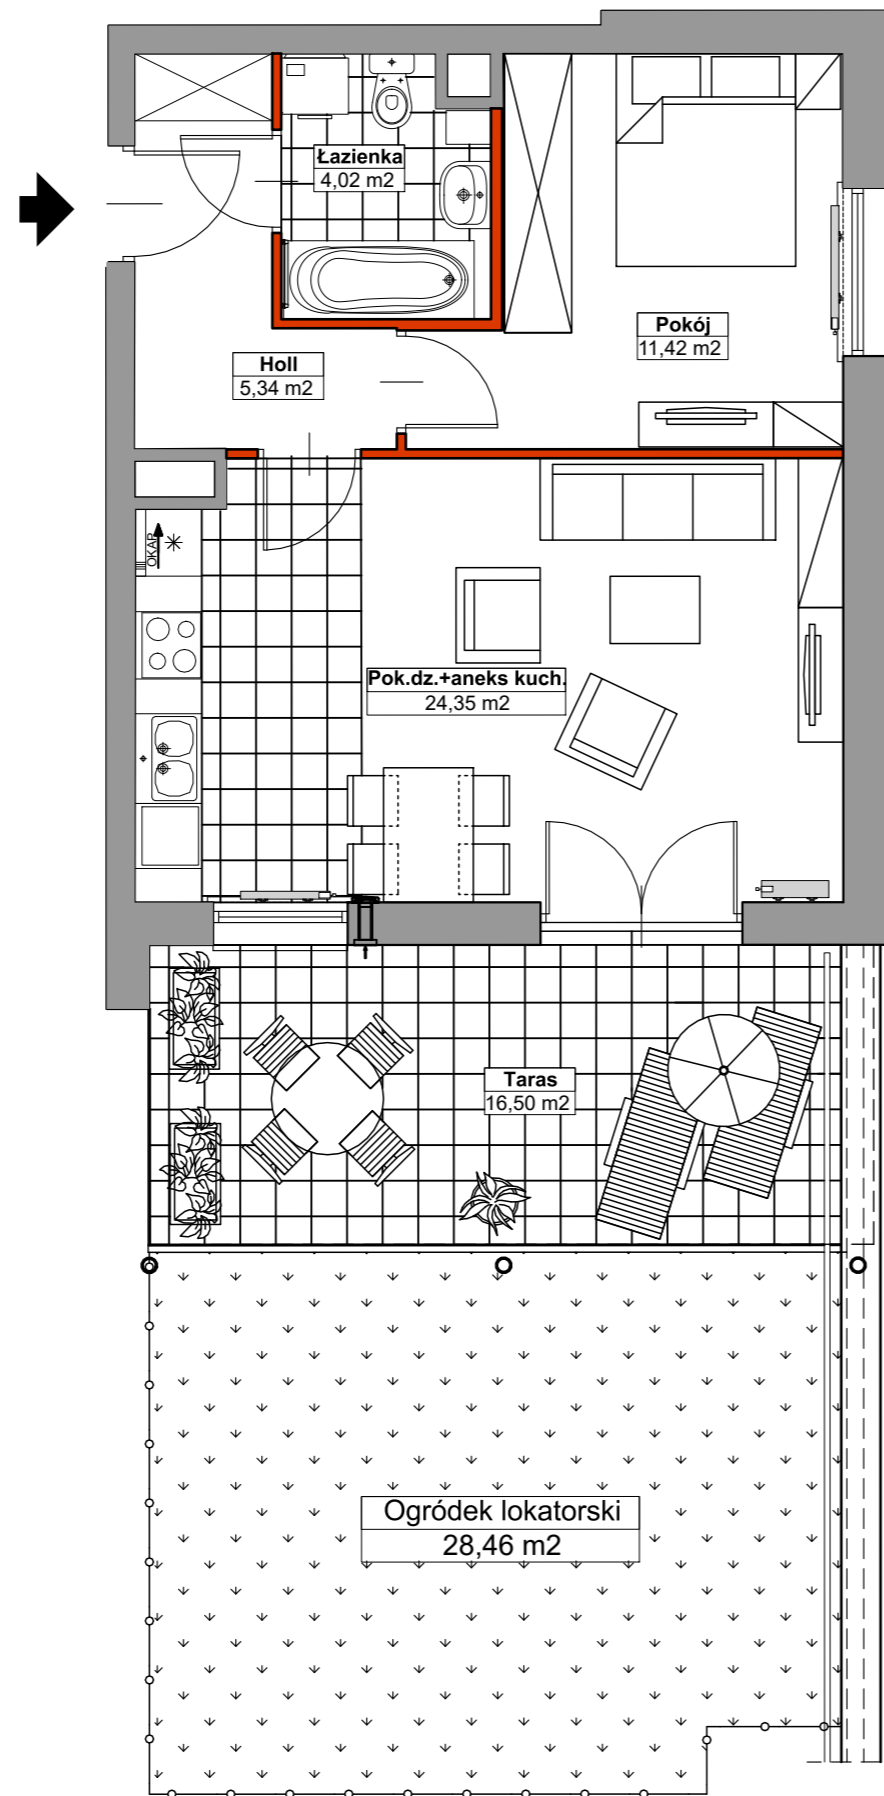 Łazienka
4,02 m2
Pokój
11,42 m2
Holl
5,34 m2
OKAP
Pok.dz.+aneks kuch.
24,35 m2
Taras
16,50 m2
Ogródek lokatorski
28,46 m2